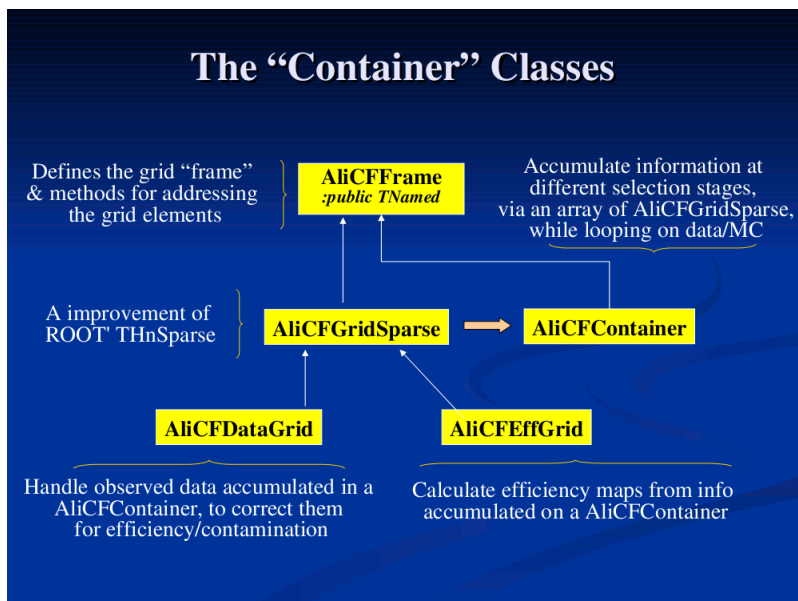 The “Container” Classes
Defines the grid “frame”
& methods for addressing
the grid elements
AliCFFrame
:public TNamed
Accumulate information at
different selection stages,
via an array of AliCFGridSparse,
while looping on data/MC
A improvement of
ROOT' THnSparse
AliCFGridSparse
AliCFContainer
AliCFDataGrid
AliCFEffGrid
Handle observed data accumulated in a
AliCFContainer, to correct them
for efficiency/contamination
Calculate efficiency maps from info
accumulated on a AliCFContainer